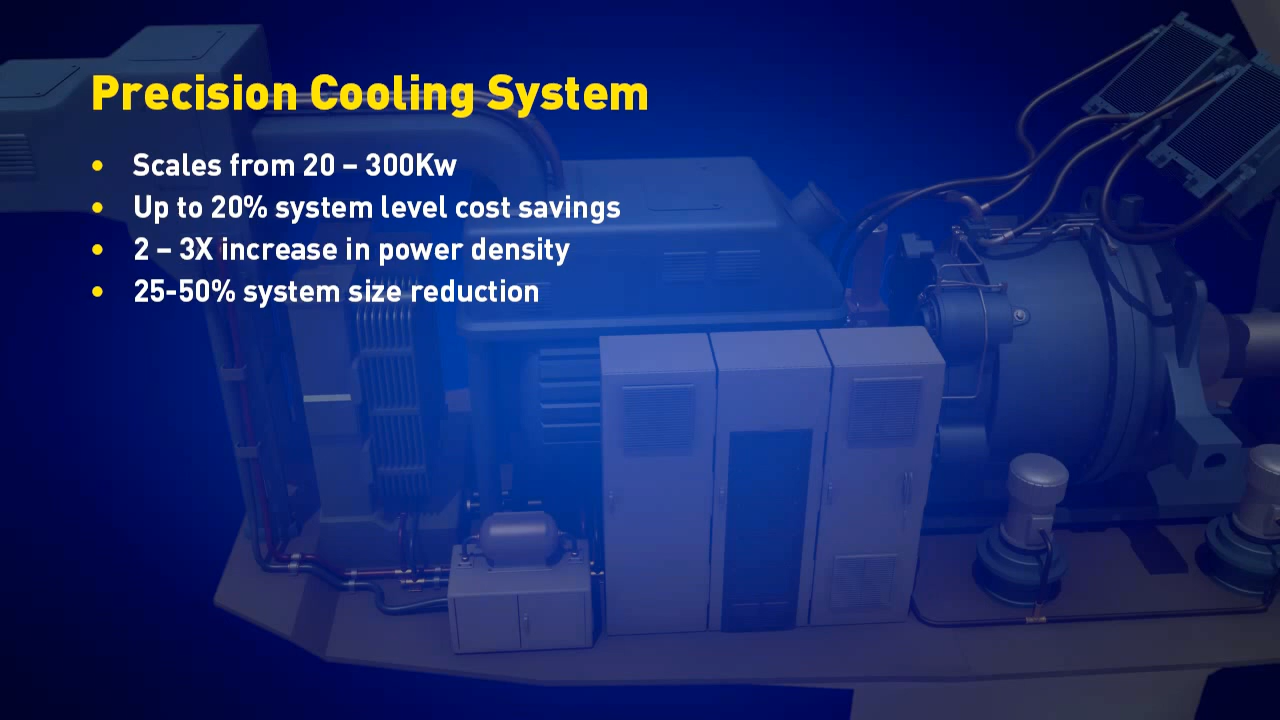 Precision Cooling System
• Scales from 20 – 300Kw
• Up to 20% system level cost savings
• 2 – 3X increase in power density
• 25-50% system size reduction